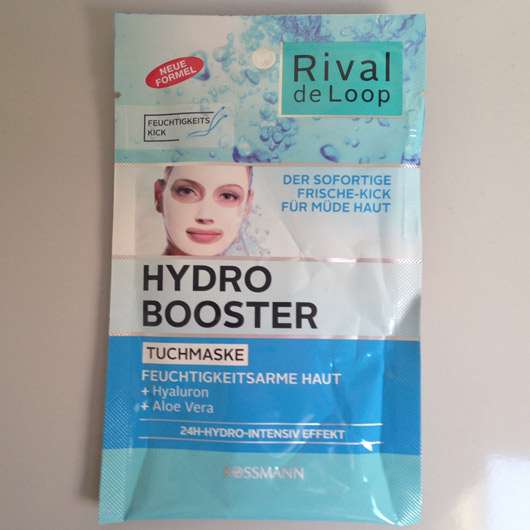 Rival
de Loop
NEUE
FORMEL
FEUCHTIGKEITS
KICK
DER SOFORTIGE
FRISCHE-KICK
FÜR MÜDE HAUT
HYDRO
BOOSTER
TUCHMASKE
FEUCHTIGKEITSARME HAUT
+ Hyaluron
+ Aloe Vera
24H-HYDRO-INTENSIV EFFEKT
ROSSMANN